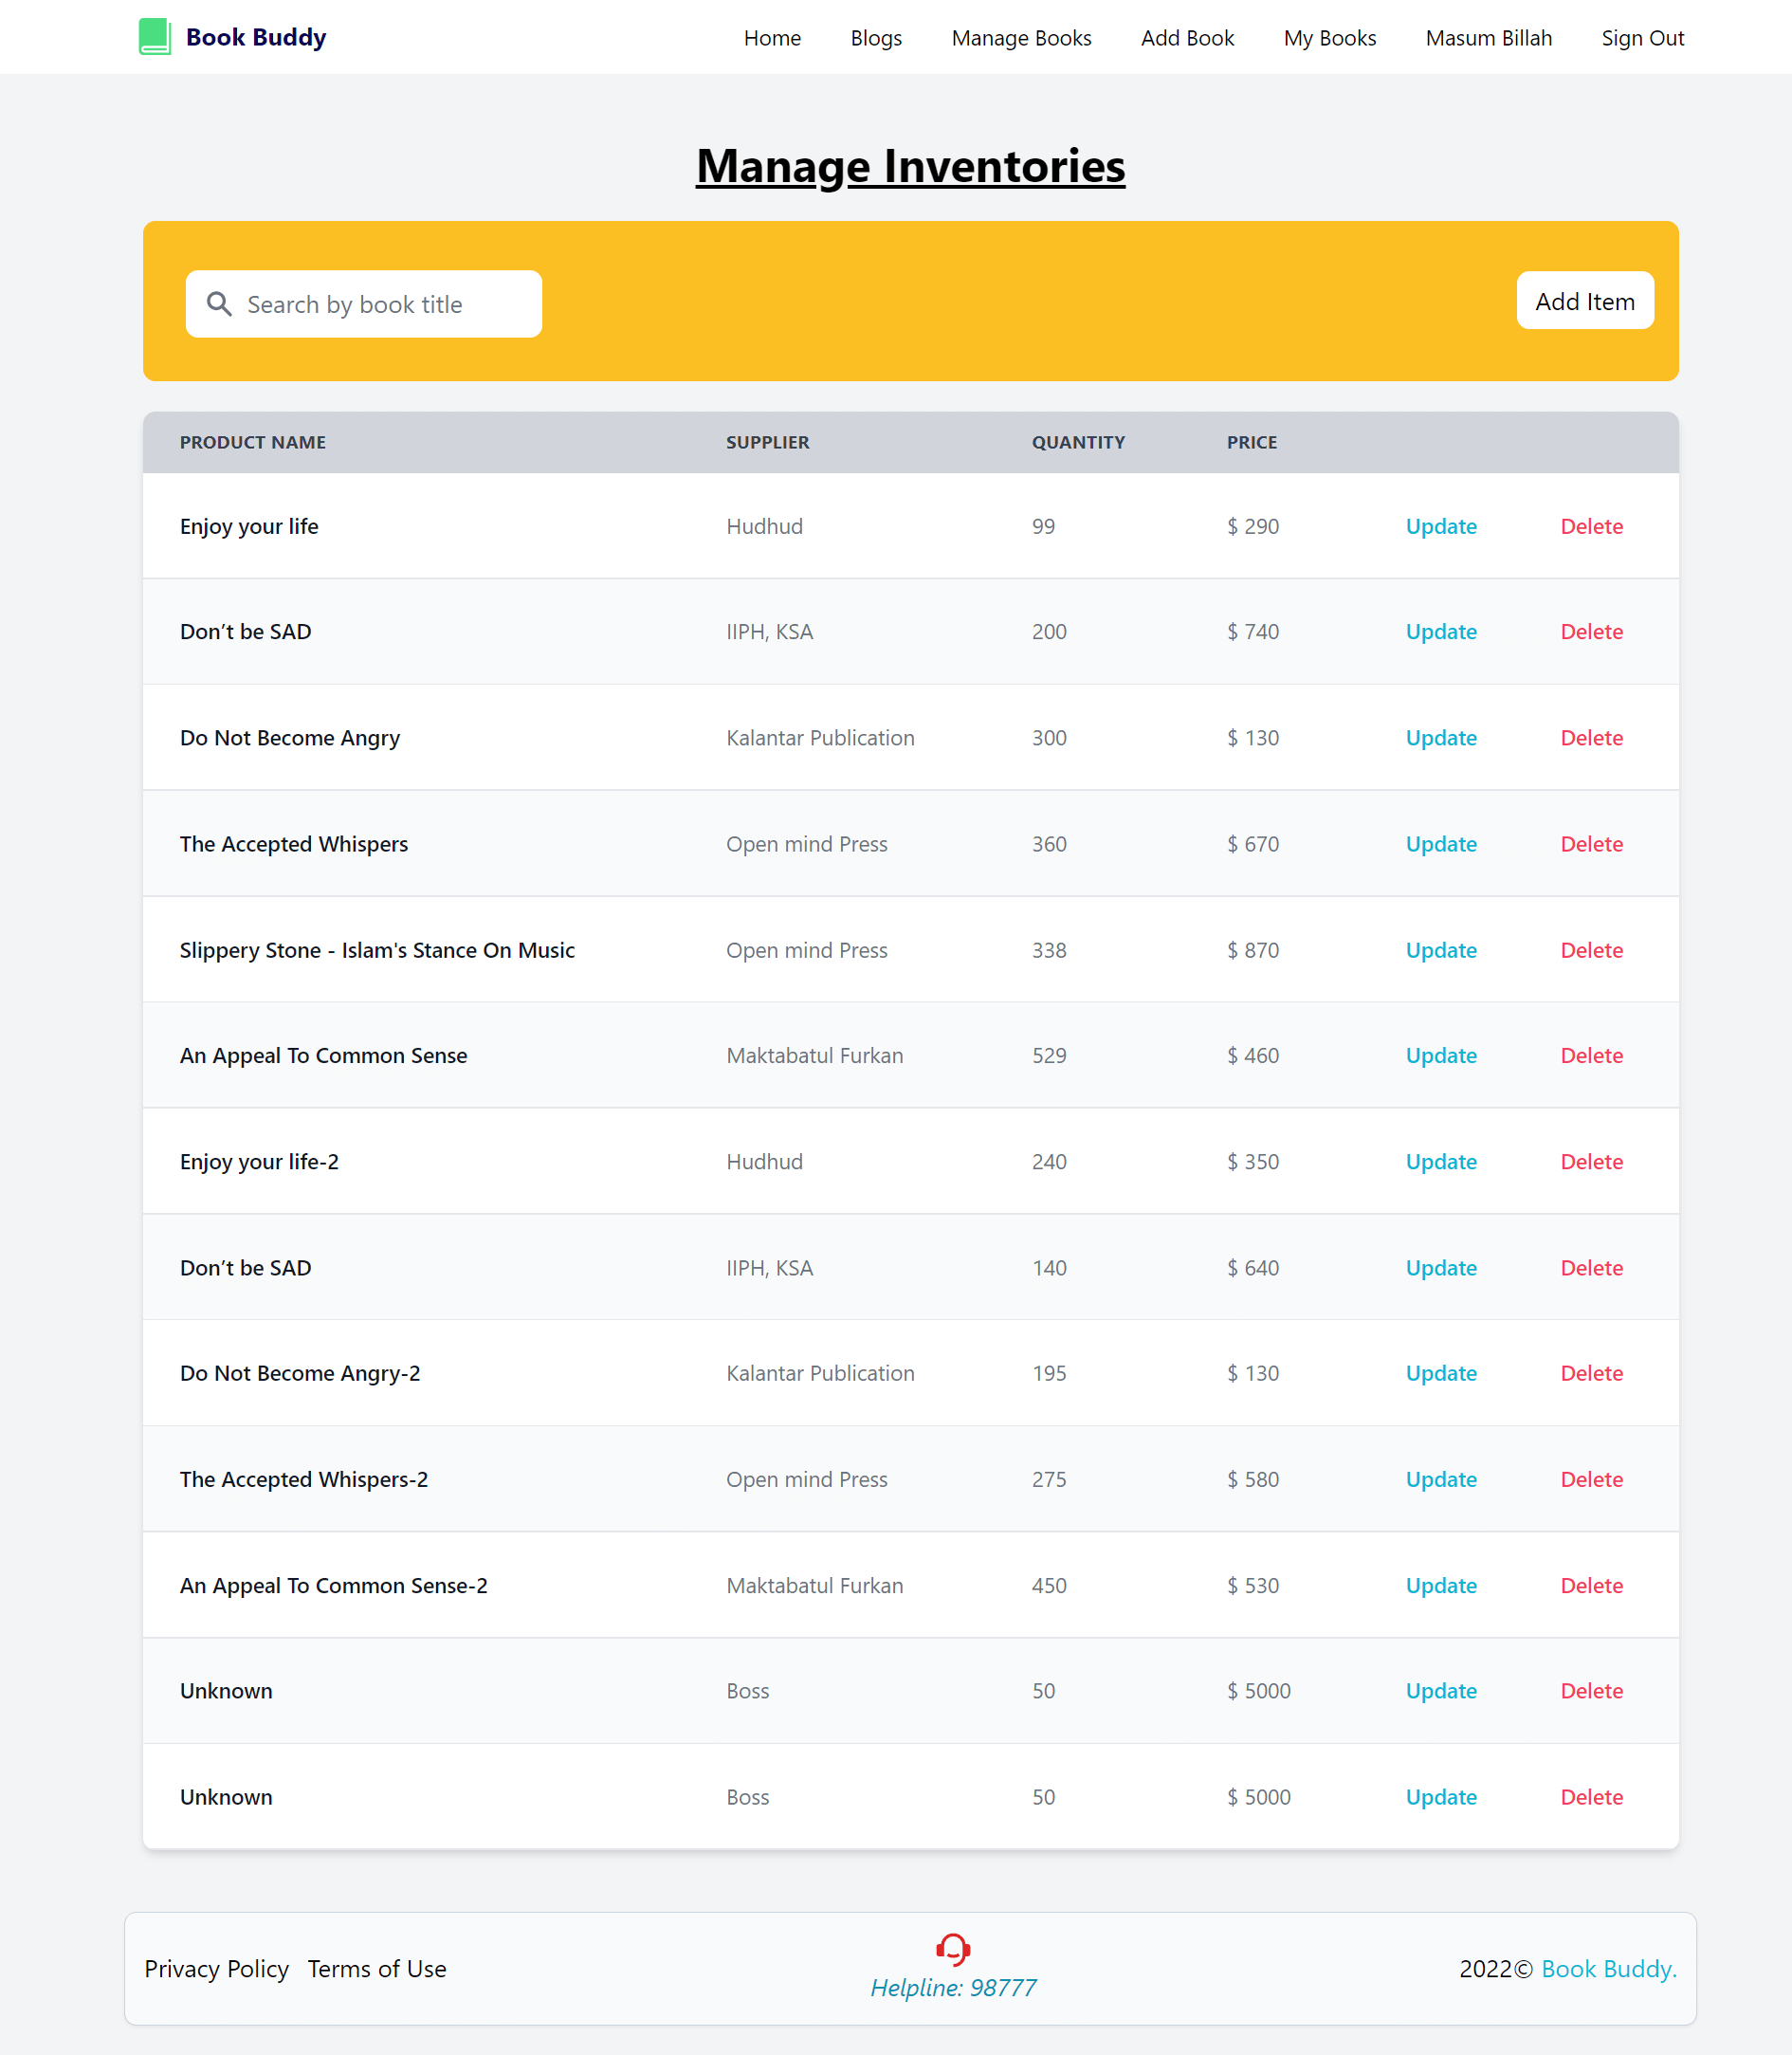 Book Buddy Home Blogs Manage Books Add Book My Books Masum Billah Sign Out
Manage Inventories
Search by book title Add Item
PRODUCT NAME SUPPLIER QUANTITY PRICE
Enjoy your life Hudhud 99 $ 290 Update Delete
Don’t be SAD IIPH, KSA 200 $ 740 Update Delete
Do Not Become Angry Kalantar Publication 300 $ 130 Update Delete
The Accepted Whispers Open mind Press 360 $ 670 Update Delete
Slippery Stone - Islam's Stance On Music Open mind Press 338 $ 870 Update Delete
An Appeal To Common Sense Maktabatul Furkan 529 $ 460 Update Delete
Enjoy your life-2 Hudhud 240 $ 350 Update Delete
Don’t be SAD IIPH, KSA 140 $ 640 Update Delete
Do Not Become Angry-2 Kalantar Publication 195 $ 130 Update Delete
The Accepted Whispers-2 Open mind Press 275 $ 580 Update Delete
An Appeal To Common Sense-2 Maktabatul Furkan 450 $ 530 Update Delete
Unknown Boss 50 $ 5000 Update Delete
Unknown Boss 50 $ 5000 Update Delete
Privacy Policy Terms of Use Helpline: 98777 2022© Book Buddy.